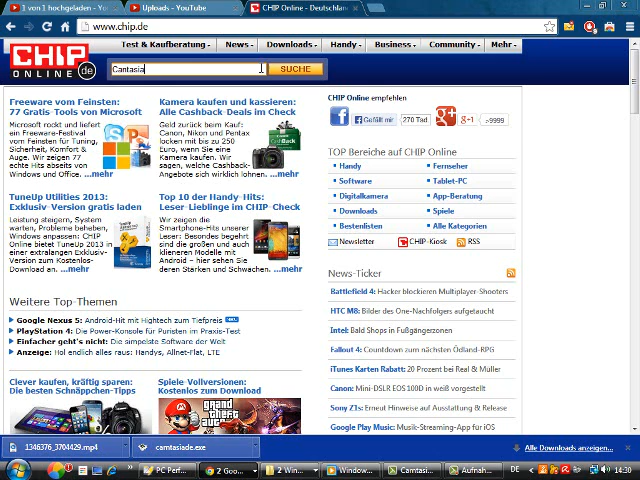 1 von 1 hochgeladen - Yo
Uploads - YouTube
CHIP Online - Deutschlan
www.chip.de
CHIP
ONLINE de
Test & Kaufberatung
News
Downloads
Handy
Business
Community
Mehr
Cantasia
SUCHE
Freeware vom Feinsten:
77 Gratis-Tools von Microsoft
Microsoft rockt und liefert
ein Freeware-Festival
vom Feinsten für Tuning,
Sicherheit, Komfort &
Auge. Wir zeigen 77
echte Hits abseits von
Windows und Office. ...mehr
Kamera kaufen und kassieren:
Alle Cashback-Deals im Check
Geld zurück beim Kauf:
Canon, Nikon und Pentax
locken mit bis zu 250
Euro, wenn Sie eine
Kamera kaufen. Wir
sagen, welche Cashback-
Angebote sich wirklich lohnen. ...mehr
TuneUp Utilities 2013:
Exklusiv-Version gratis laden
Leistung steigern, System
warten, Probleme beheben,
Windows anpassen: CHIP
Online bietet TuneUp 2013 in
einer extralangen Exklusiv-
Version zum Kostenlos-
Download an. ...mehr
Top 10 der Handy-Hits:
Leser-Lieblinge im CHIP-Check
Wir zeigen die
Smartphone-Hits unserer
Leser: Besondes begehrt
sind die großen und auch
klieneren Modelle mit
Android - hier sehen Sie
deren Starken und Schwachen. ...mehr
Weitere Top-Themen
Google Nexus 5: Android-Hit mit Hightech zum Tiefpreis NEU
PlayStation 4: Die Power-Konsole für Puristen im Praxis-Test
Einfacher geht's nicht: Die simpelste Software der Welt
Anzeige: Hol endlich alles raus: Handys, Allnet-Flat, LTE
Clever kaufen, kräftig sparen:
Die besten Schnäppchen-Tipps
Spiele-Vollversionen:
Kostenlos zum Download
CHIP Online empfehlen
Gefällt mir
270 Tsd
+1
>9999
TOP Bereiche auf CHIP Online
Handy
Fernseher
Software
Tablet-PC
Digitalkamera
App-Beratung
Downloads
Spiele
Bestenlisten
Alle Kategorien
Newsletter
CHIP-Kiosk
RSS
News-Ticker
Battlefield 4: Hacker blockieren Multiplayer-Shooters
HTC M8: Bilder des One-Nachfolgers aufgetaucht
Intel: Bald Shops in Fußgängerzonen
Fallout 4: Countdown zum nächsten Ödland-RPG
iTunes Karten Rabatt: 20 Prozent bei Real & Müller
Canon: Mini-DSLR EOS 100D in weiß vorgestellt
Sony Z1s: Erneut Hinweise auf Ausstattung & Release
Google Play Music: Musik-Streaming-App für iOS
1346376_3704429.mp4
camtasiade.exe
Alle Downloads anzeigen...
PC Perf...
2 Goo...
2 Win...
Window...
Camtasi...
Aufnah...
DE
14:30